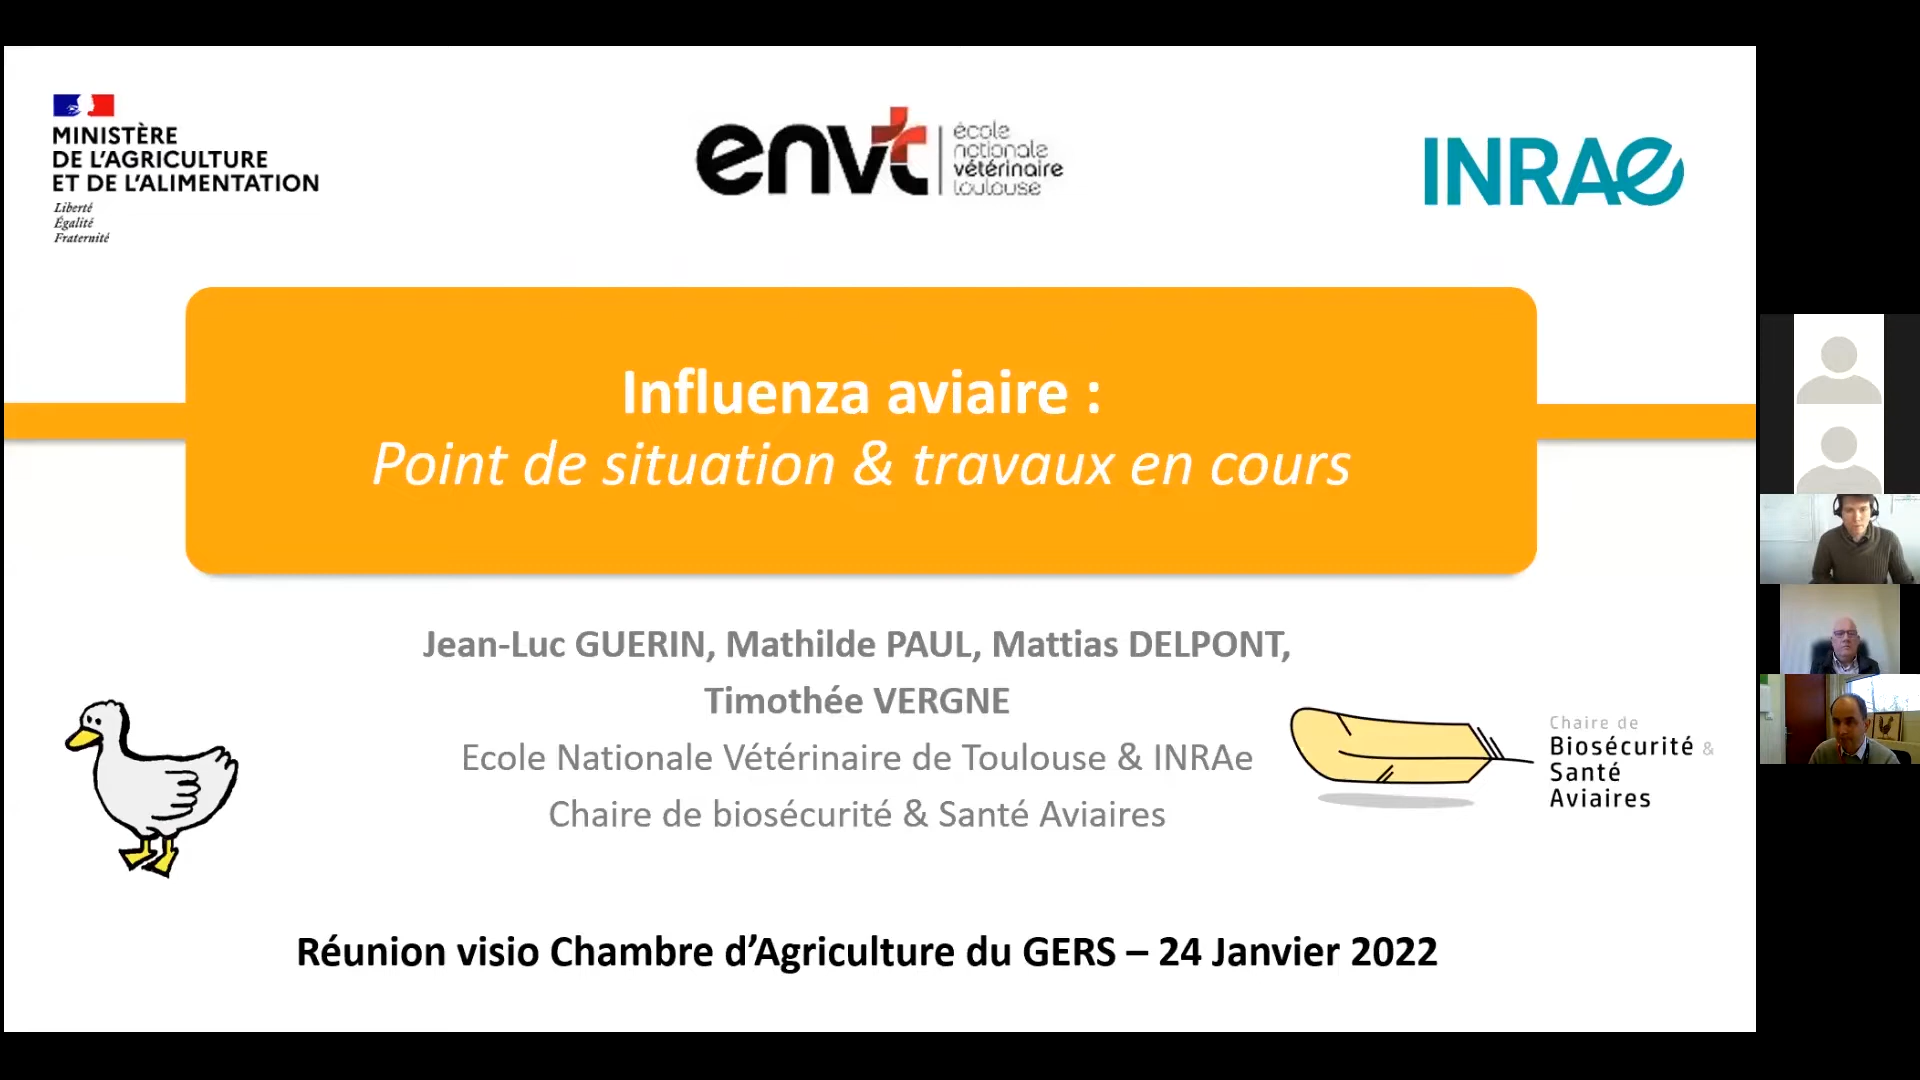 MINISTÈRE
DE L'AGRICULTURE
ET DE L'ALIMENTATION
Liberté
Égalité
Fraternité
envt
école
nationale
vétérinaire
toulouse
INRAE
Influenza aviaire :
Point de situation & travaux en cours
Jean-Luc GUERIN, Mathilde PAUL, Mattias DELPONT,
Timothée VERGNE
Ecole Nationale Vétérinaire de Toulouse & INRAe
Chaire de biosécurité & Santé Aviaires
Chaire de
Biosécurité &
Santé
Aviaires
Réunion visio Chambre d’Agriculture du GERS – 24 Janvier 2022